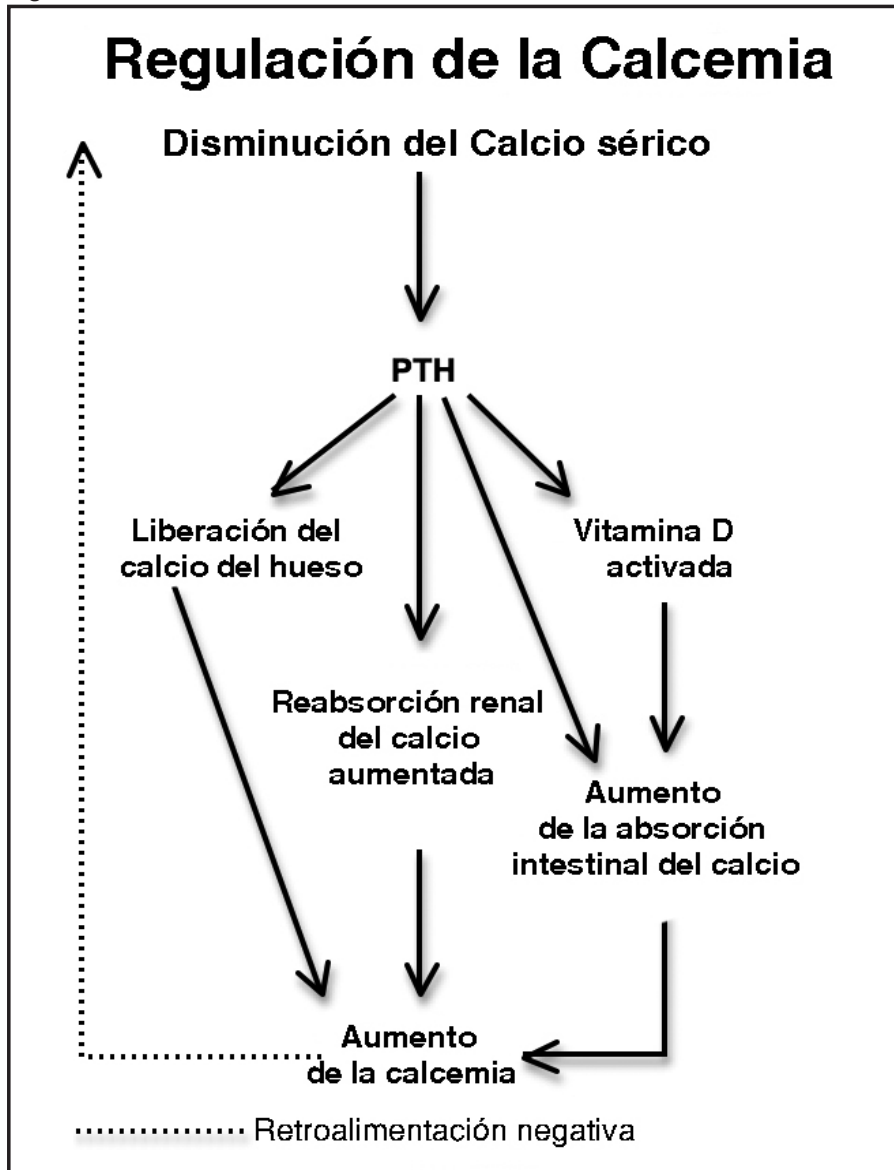 Regulación de la Calcemia
Disminución del Calcio sérico
PTH
Liberación del
calcio del hueso
Vitamina D
activada
Reabsorción renal
del calcio
aumentada
Aumento
de la absorción
intestinal del calcio
Aumento
de la calcemia
Retroalimentación negativa